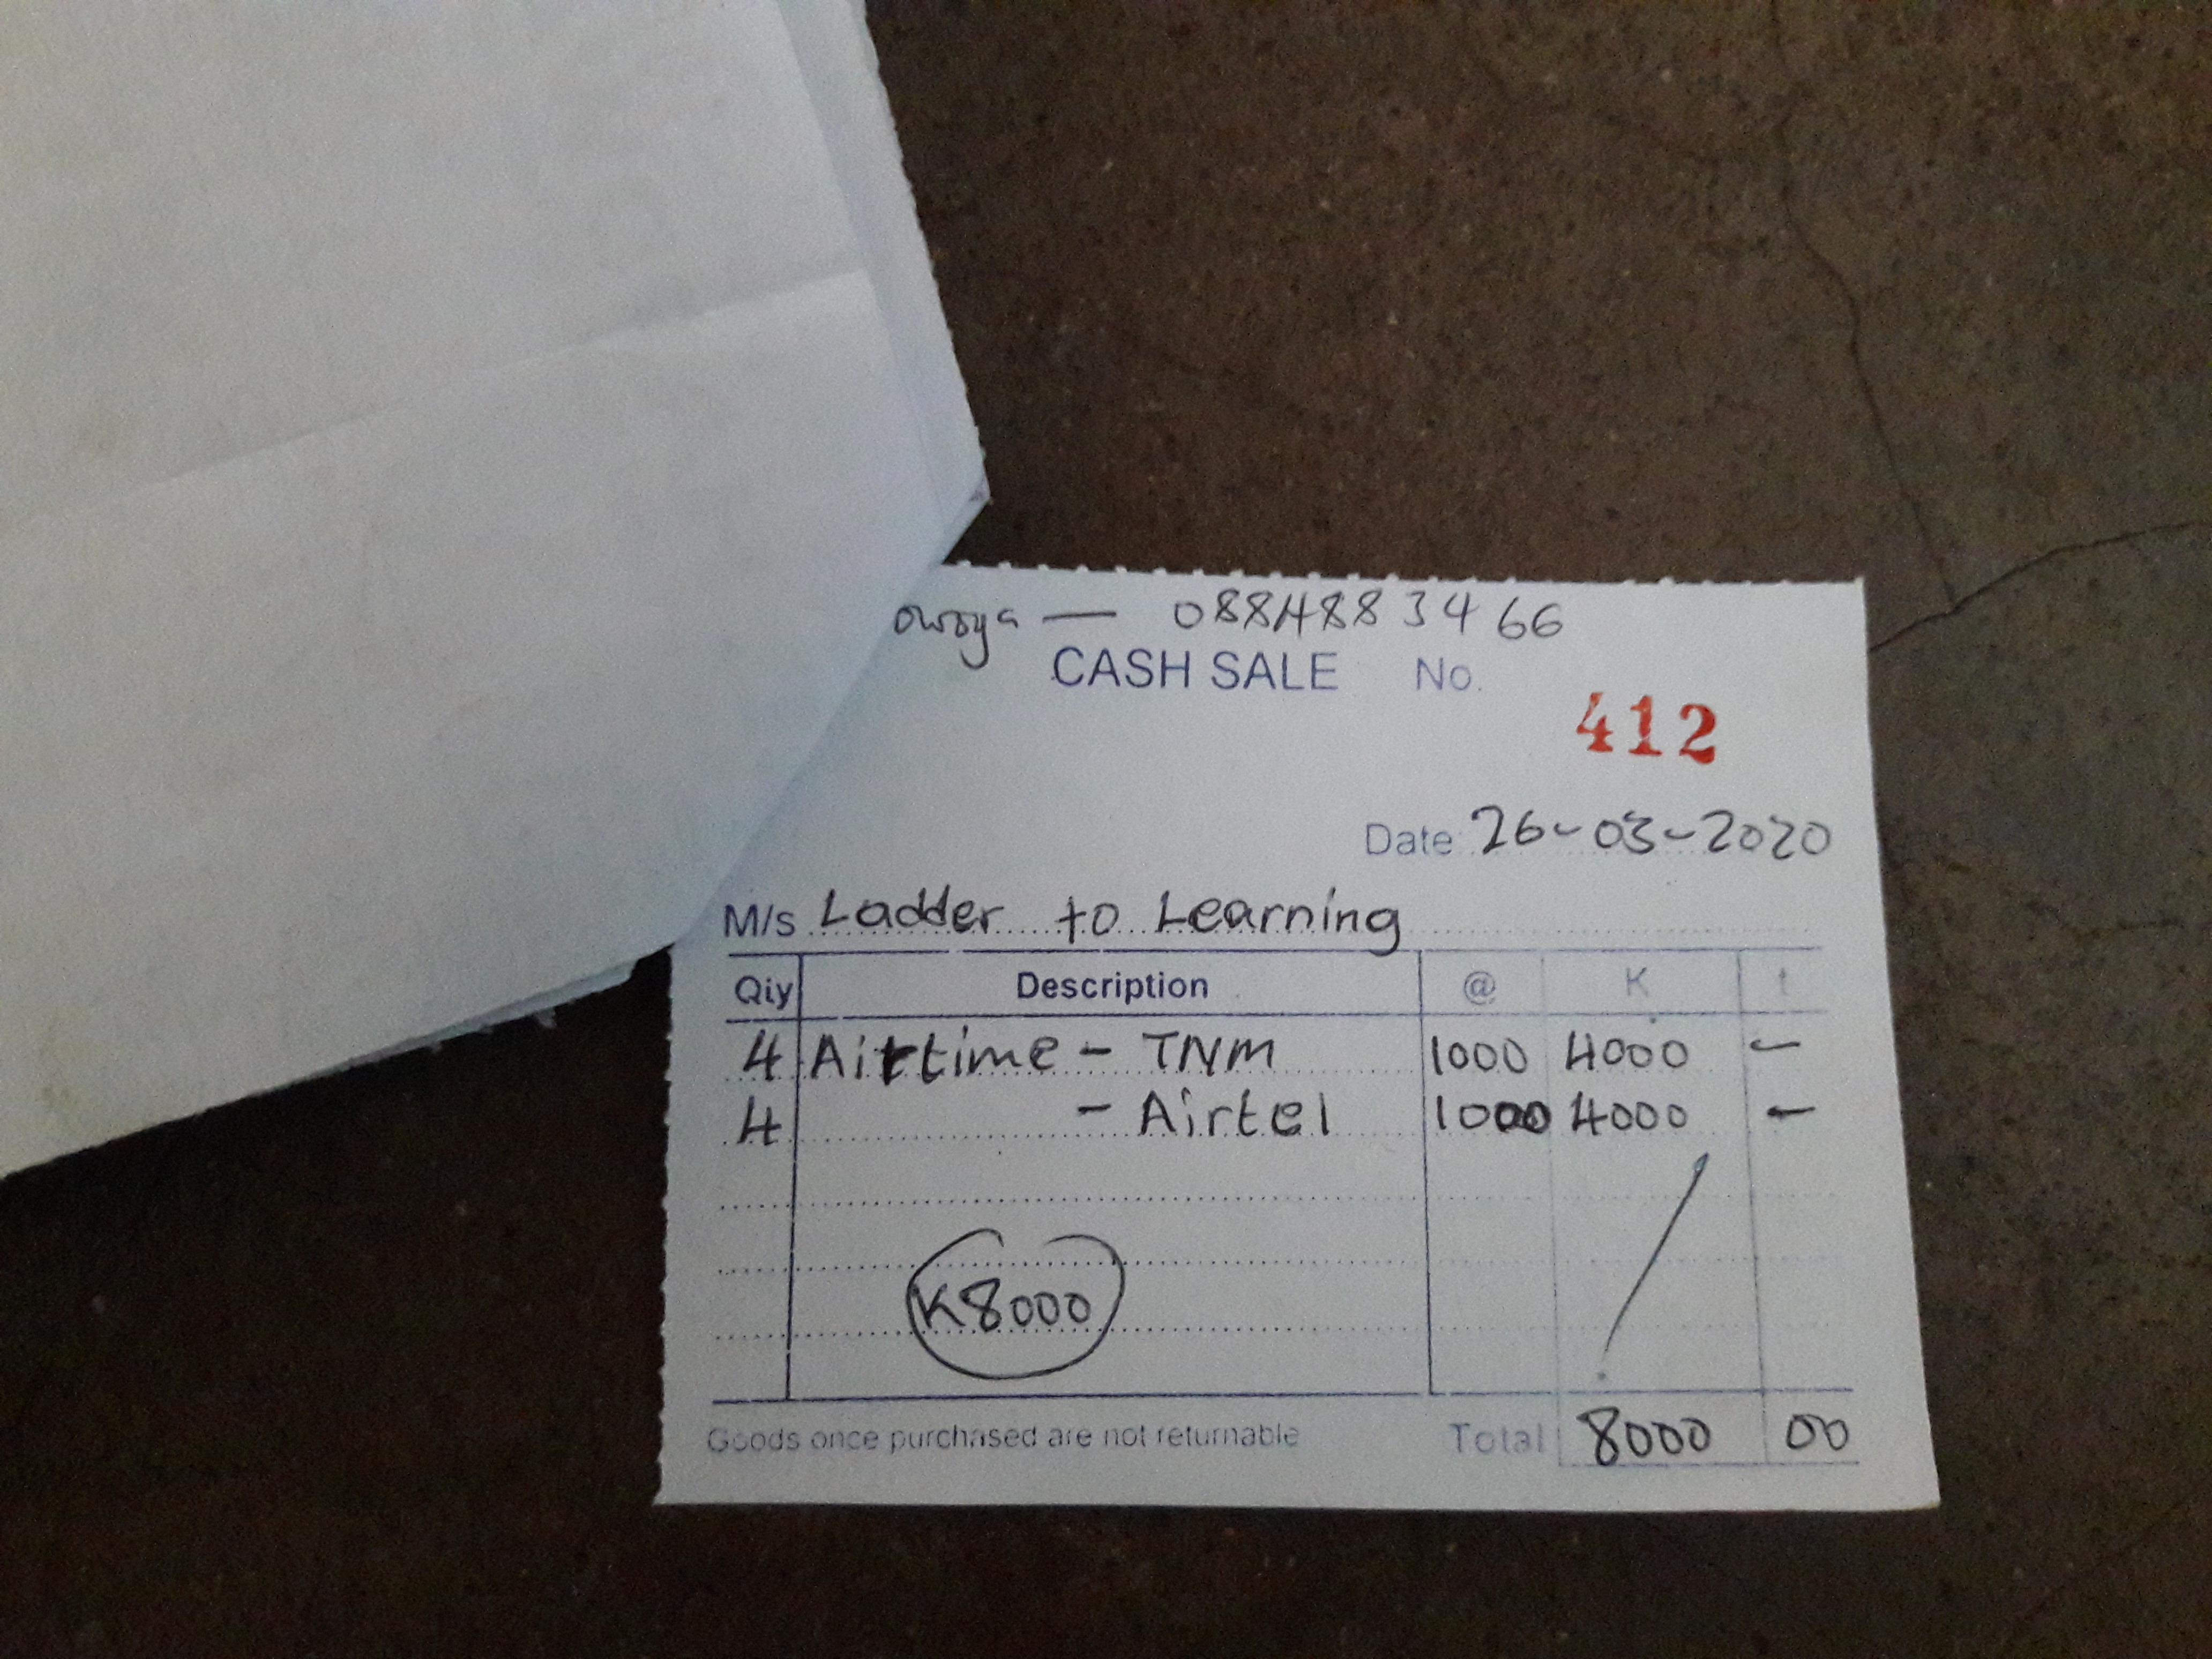 — 0884883466
CASH SALE No.
412
Date 26-03-2020
M/s Ladder to Learning
Qiy Description @ K t
4 Airtime - TNM 1000 4000 -
4 - Airtel 1000 4000 -
K8000
Goods once purchased are not returnable Total 8000 00